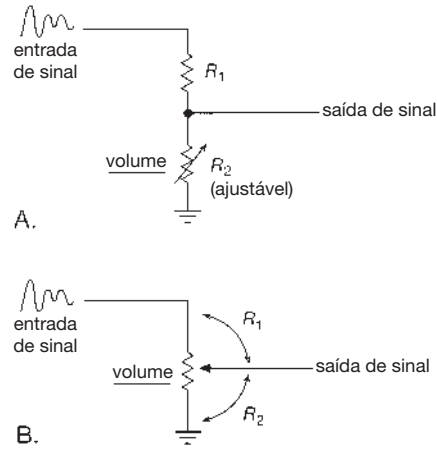 entrada
de sinal
R₁
saída de sinal
volume
R₂
(ajustável)
A.
entrada
de sinal
R₁
volume
saída de sinal
R₂
B.